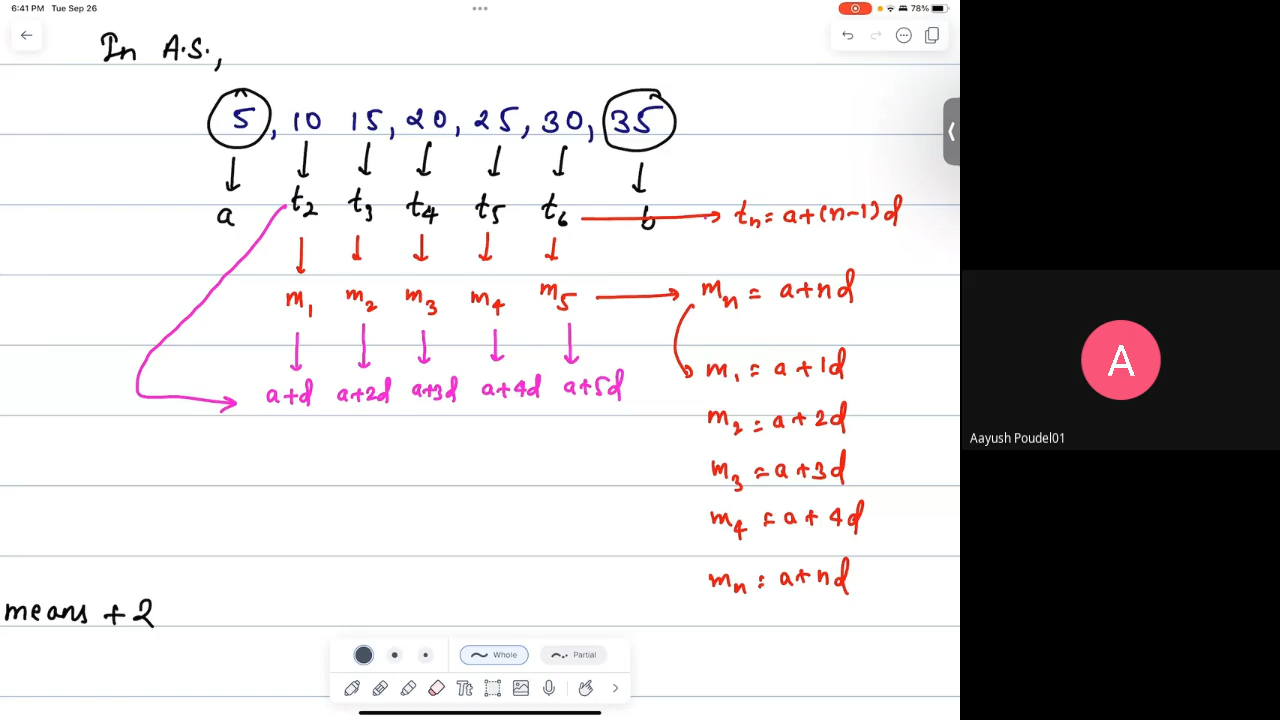 6:41 PM Tue Sep 26
78%
In A.S.,
5, 10 15, 20, 25, 30, 35
a t2 t3 t4 t5 t6 b tn = a+(n-1)d
m1 m2 m3 m4 m5 mn = a+nd
m1 = a+1d
a+d a+2d a+3d a+4d a+5d
m2 = a+2d
m3 = a+3d
m4 = a+4d
mn = a+nd
means +2
Whole Partial
Tt
A
Aayush Poudel01